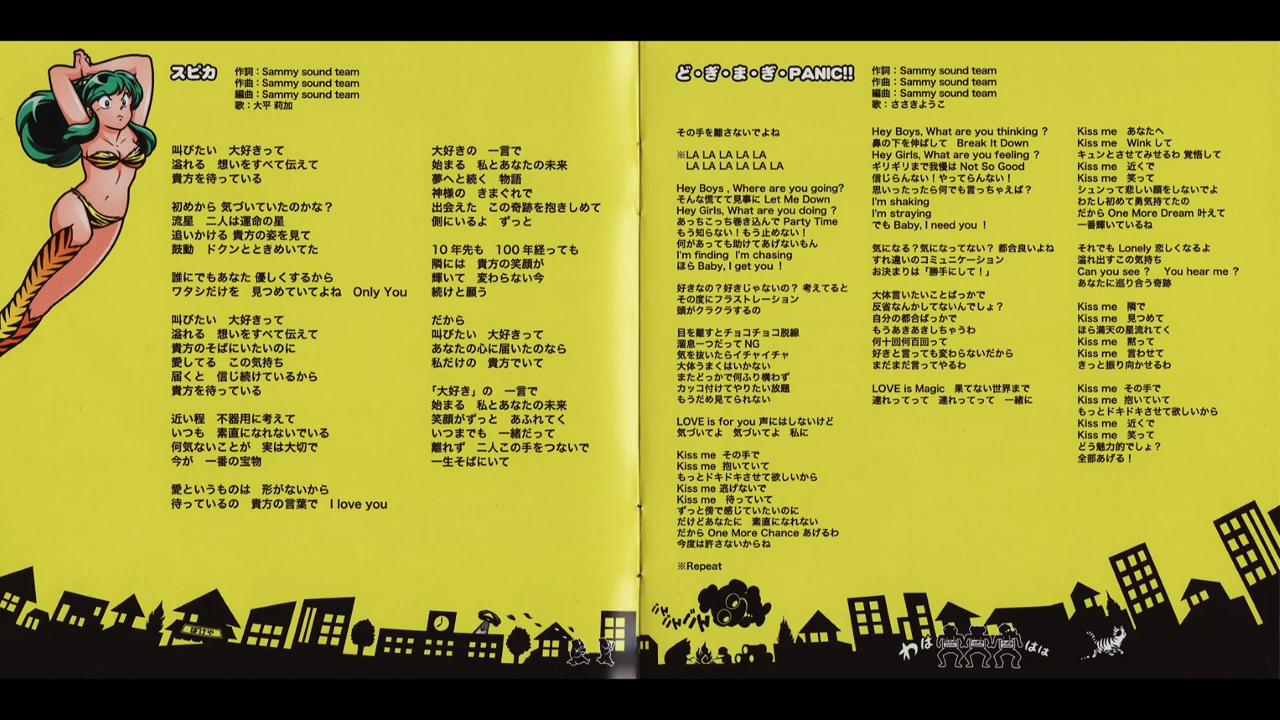 スピカ
作詞：Sammy sound team
作曲：Sammy sound team
編曲：Sammy sound team
歌：大平 莉加
叫びたい　大好きって
溢れる　想いをすべて伝えて
貴方を待っている
初めから 気づいていたのかな？
流星　二人は運命の星
追いかける 貴方の姿を見て
鼓動　ドクンとときめいてた
誰にでもあなた 優しくするから
ワタシだけを　見つめていてよね　Only You
叫びたい　大好きって
溢れる　想いをすべて伝えて
貴方のそばにいたいのに
愛してる　この気持ち
届くと　信じ続けているから
貴方を待っている
近い程　不器用に考えて
いつも　素直になれないでいる
何気ないことが　実は大切で
今が　一番の宝物
愛というものは　形がないから
待っているの　貴方の言葉で　I love you
大好きの　一言で
始まる　私とあなたの未来
夢へと続く　物語
神様の　きまぐれで
出会えた　この奇跡を抱きしめて
側にいるよ　ずっと
10 年先も　100 年経っても
隣には　貴方の笑顔が
輝いて　変わらない今
続けと願う
だから
叫びたい　大好きって
あなたの心に届いたのなら
私だけの　貴方でいて
「大好き」の　一言で
始まる　私とあなたの未来
笑顔がずっと　あふれてく
いつまでも　一緒だって
離れず　二人この手をつないで
一生そばにいて
ど・ぎ・ま・ぎ・PANIC!!
作詞：Sammy sound team
作曲：Sammy sound team
編曲：Sammy sound team
歌：ささきようこ
その手を離さないでよね
※LA LA LA LA LA
LA LA LA LA LA LA
Hey Boys , Where are you going?
そんな慌てて見事に Let Me Down
Hey Girls, What are you doing ?
あっちこっち巻き込んで Party Time
もう知らない！もう止めない！
何があっても助けてあげないもん
I'm finding  I'm chasing
ほら Baby, I get you ！
好きなの？好きじゃないの？ 考えてると
その度にフラストレーション
頭がクラクラするの
目を離すとチョコチョコ脱線
溜息一つだって NG
気を抜いたらイチャイチャ
大体うまくはいかない
またどっかで何ふり構わず
カッコ付けてやりたい放題
もうだめ見てられない
LOVE is for you 声にはしないけど
気づいてよ　気づいてよ　私に
Kiss me  その手で
Kiss me  抱いていて
もっとドキドキさせて欲しいから
Kiss me 逃げないで
Kiss me　待っていて
ずっと傍で感じていたいのに
だけどあなたに　素直になれない
だから One More Chance あげるわ
今度は許さないからね
※Repeat
Hey Boys, What are you thinking ?
鼻の下を伸ばして　Break It Down
Hey Girls, What are you feeling ?
ギリギリまで我慢は Not So Good
信じらんない！やってらんない！
思いったったら何でも言っちゃえば？
I'm shaking
I'm straying
でも Baby, I need you ！
気になる？気になってない？ 都合良いよね
すれ違いのコミュニケーション
お決まりは「勝手にして！」
大体言いたいことばっかで
反省なんかしてないんでしょ？
自分の都合ばっかで
もうあきあきしちゃうわ
何十回何百回って
好きと言っても変わらないだから
まだまだ言ってやるわ
LOVE is Magic　果てない世界まで
連れってって　連れってって　一緒に
Kiss me　あなたへ
Kiss me　Wink して
キュンとさせてみせるわ 覚悟して
Kiss me　近くで
Kiss me　笑って
シュンって悲しい顔をしないでよ
わたし初めて勇気持てたの
だから One More Dream 叶えて
一番輝いているね
それでも Lonely 恋しくなるよ
溢れ出すこの気持ち
Can you see ?　You hear me ?
あなたに巡り合う奇跡
Kiss me　隣で
Kiss me　見つめて
ほら満天の星流れてく
Kiss me　黙って
Kiss me　言わせて
きっと振り向かせるわ
Kiss me　その手で
Kiss me　抱いていて
もっとドキドキさせて欲しいから
Kiss me　近くで
Kiss me　笑って
どう魅力的でしょ？
全部あげる！
わははは